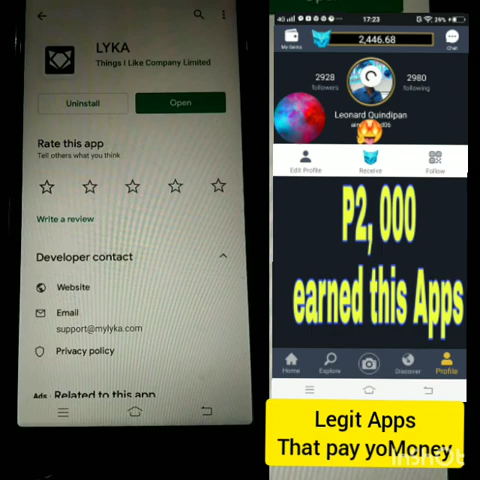 LYKA
Things I Like Company Limited
Uninstall
Open
Rate this app
Tell others what you think
Write a review
Developer contact
Website
Email
support@mylyka.com
Privacy policy
Ads Related to this app
4G
17:23
39%
My Gems
2,446.68
Chat
2928
followers
2980
following
Leonard Quindipan
Edit Profile
Receive
Follow
P2, 000
earned this Apps
Home
Explore
Discover
Profile
Legit Apps
That pay yoMoney